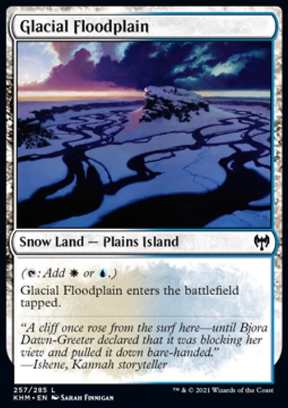 Glacial Floodplain
Snow Land — Plains Island
( : Add or .)
Glacial Floodplain enters the battlefield
tapped.
"A cliff once rose from the surf here—until Bjora
Dawn-Greeter declared that it was blocking her
view and pulled it down bare-handed."
—Iskene, Kannah storyteller
257/285 L
KHM • EN Sarah Finnigan
™ & © 2021 Wizards of the Coast